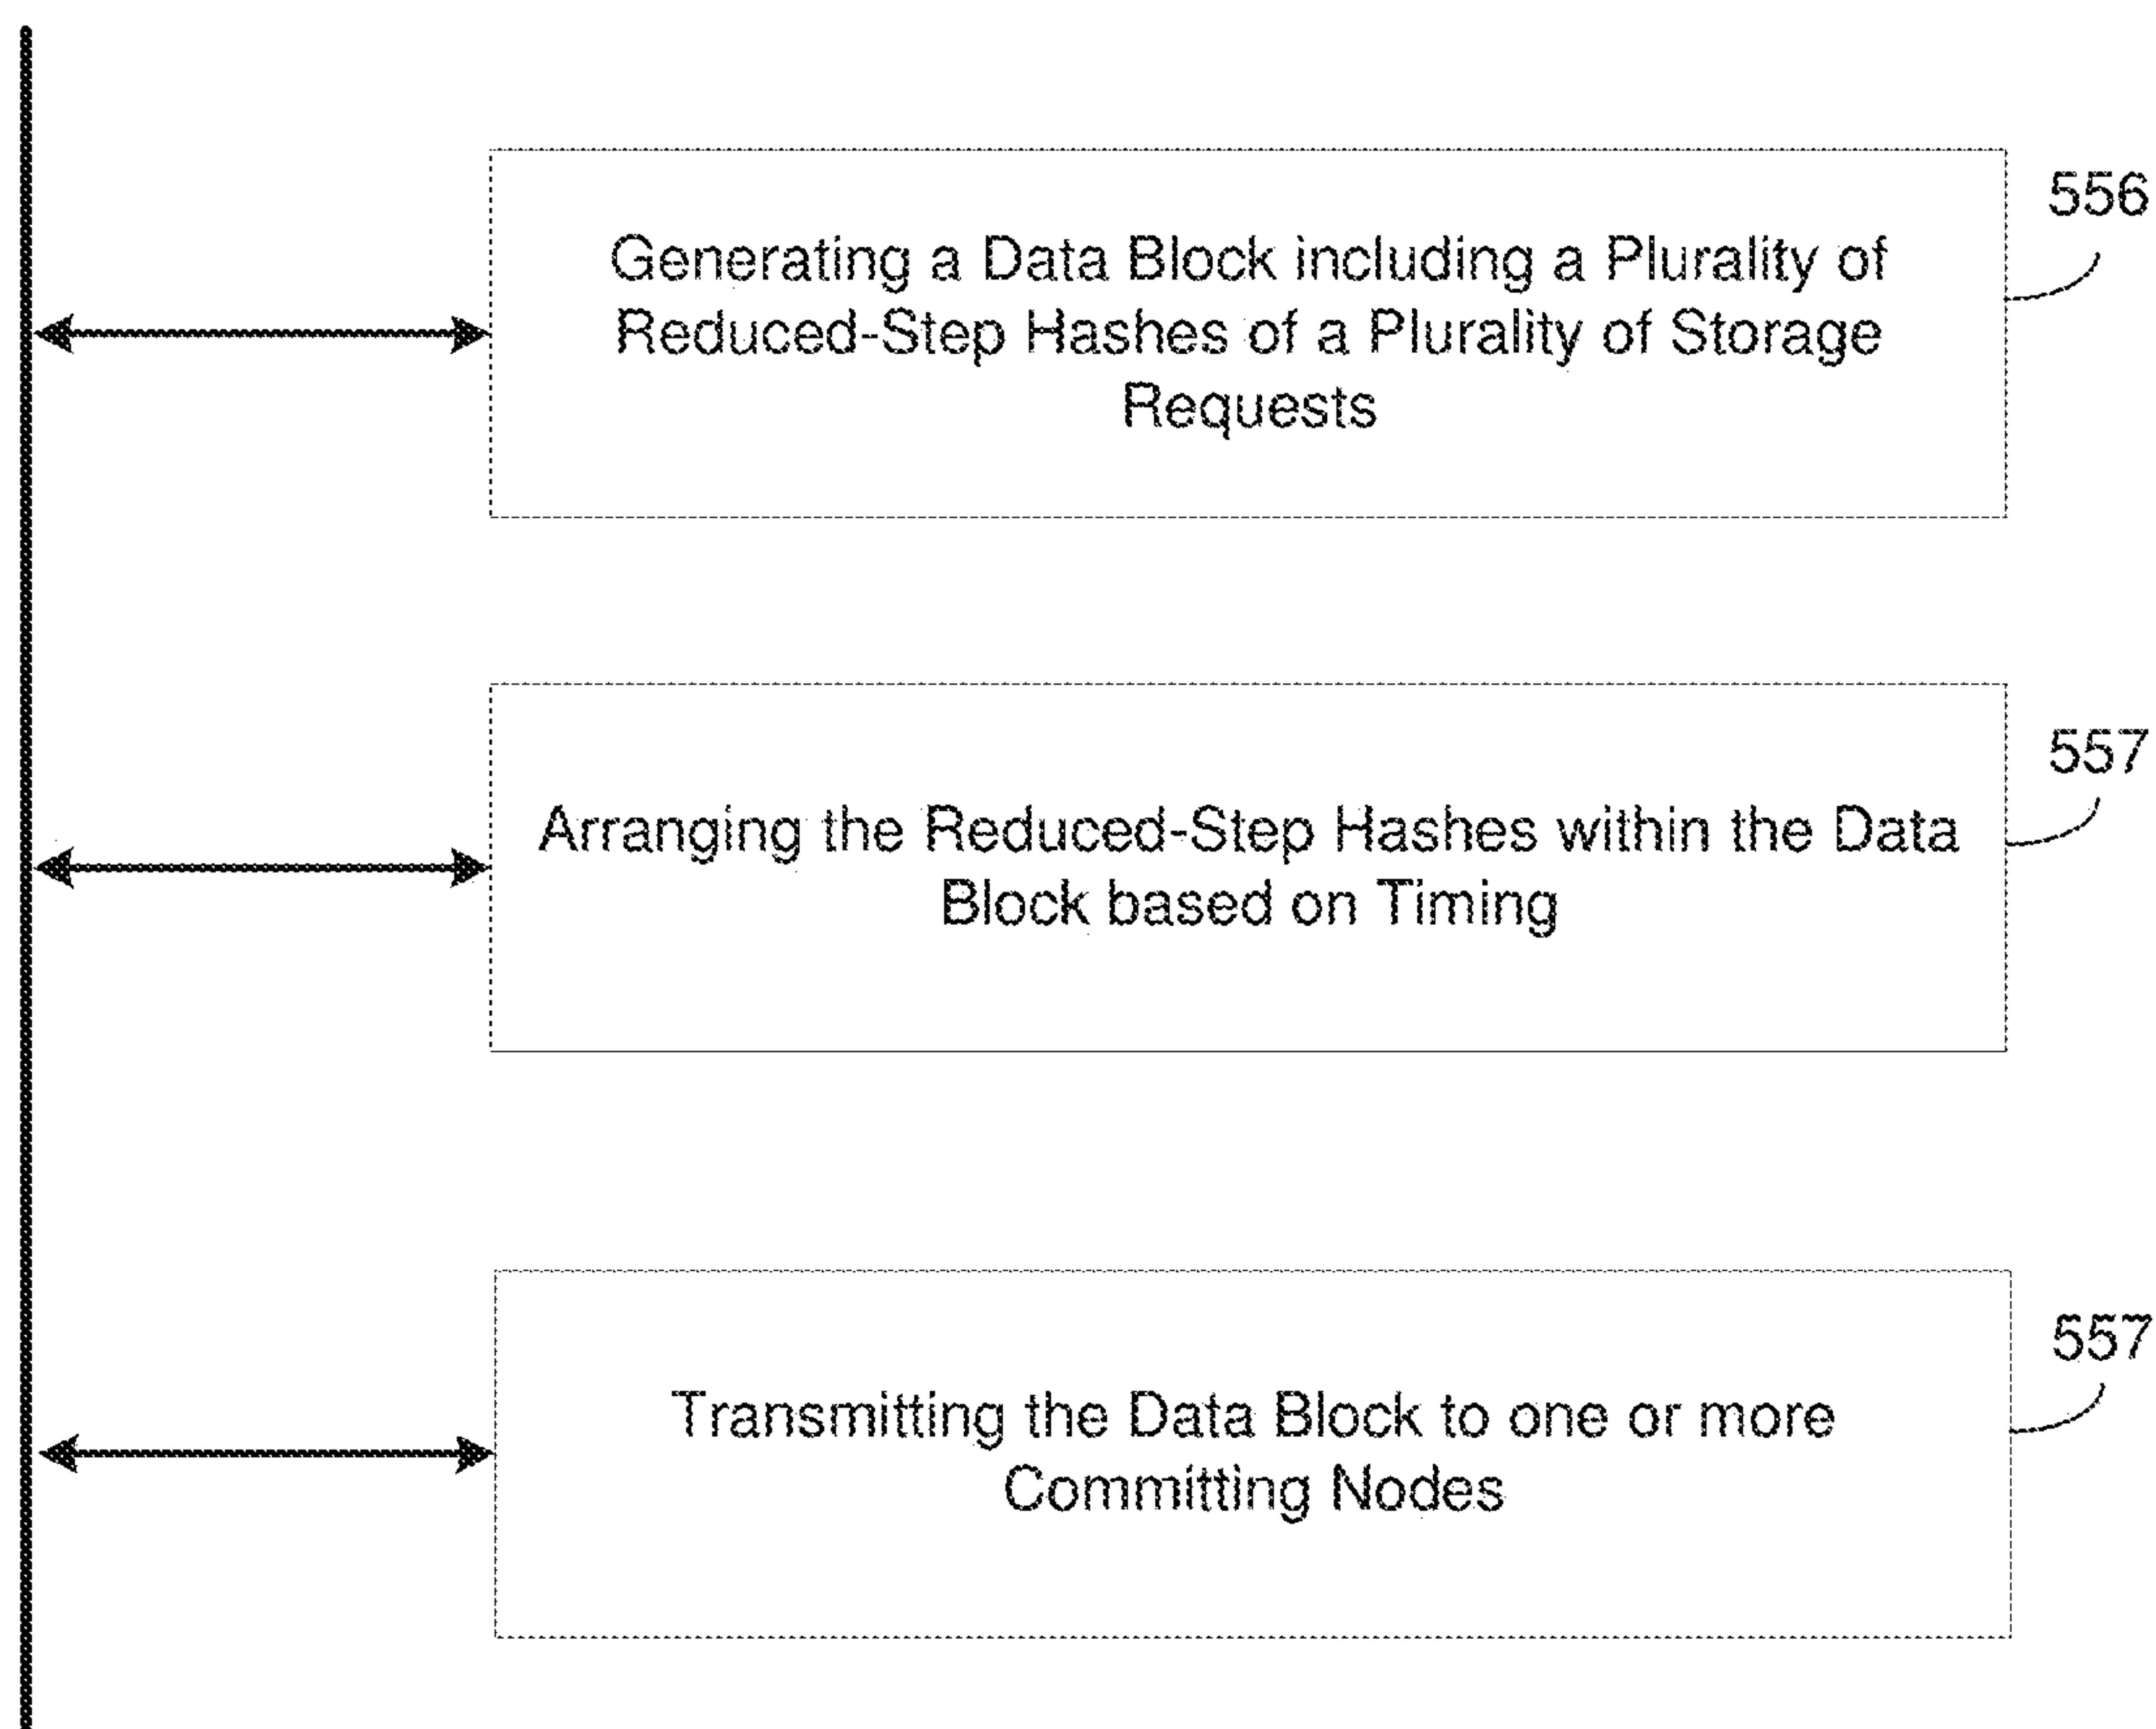 556
Generating a Data Block including a Plurality of
Reduced-Step Hashes of a Plurality of Storage
Requests
557
Arranging the Reduced-Step Hashes within the Data
Block based on Timing
557
Transmitting the Data Block to one or more
Committing Nodes